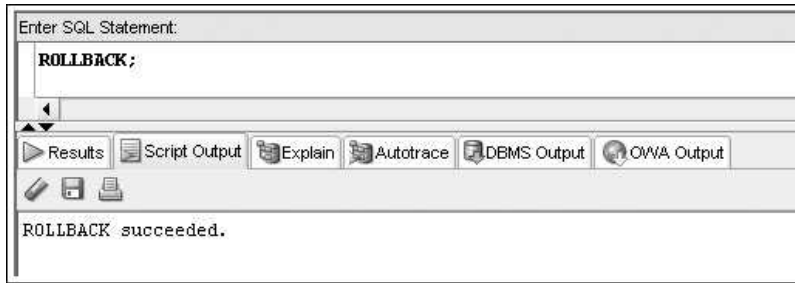 Enter SQL Statement:
ROLLBACK;
Results Script Output Explain Autotrace DBMS Output OWA Output
ROLLBACK succeeded.